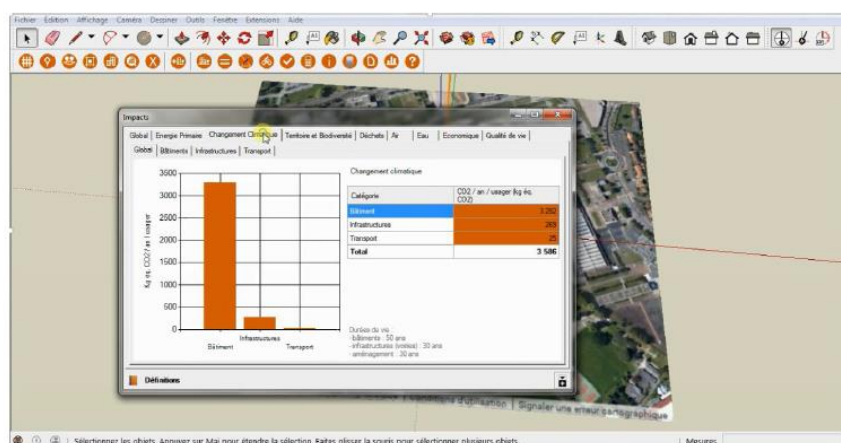 Fichier Edition Affichage Caméra Dessiner Outils Fenêtre Extensions Aide
Impacts
Global Energie Primaire Changement Climatique Territoire et Biodiversité Déchets Air Eau Economique Qualité de vie
Global Bâtiments Infrastructures Transport
Changement climatique
Catégorie CO2 / an / usager (kg éq. CO2)
Bâtiment 3 292
Infrastructures 269
Transport 25
Total 3 586
Kg éq. CO2 / an / usager
3500
3000
2500
2000
1500
1000
500
0
Bâtiment Infrastructures Transport
Durées de vie :
- bâtiments : 50 ans
- infrastructures (voiries) : 30 ans
- aménagement : 30 ans
Définitions
Conditions d'utilisation Signaler une erreur cartographique
Sélectionner les objets. Appuyer sur Maj pour étendre la sélection. Faites glisser la souris pour sélectionner plusieurs objets. Mesures